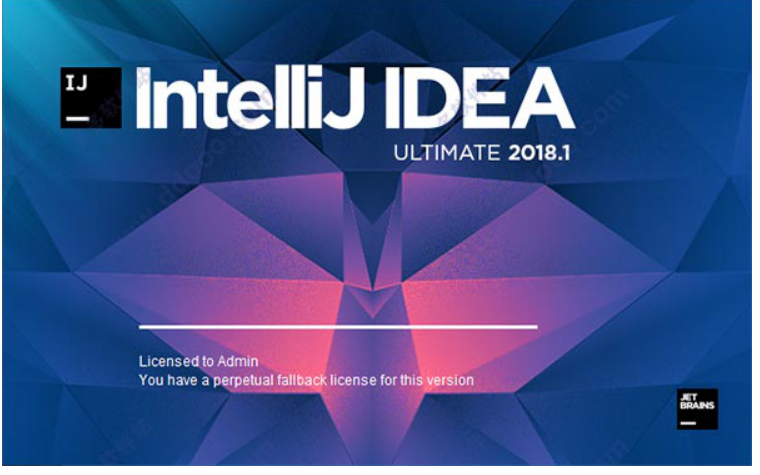 IJ
IntelliJ IDEA
ULTIMATE 2018.1
Licensed to Admin
You have a perpetual fallback license for this version
JET
BRAINS